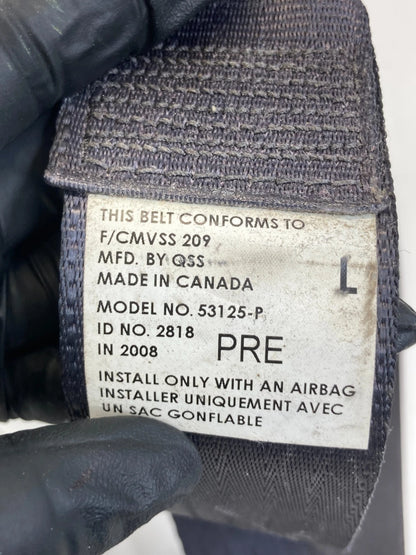 THIS BELT CONFORMS TO
F/CMVSS 209
MFD. BY QSS
MADE IN CANADA
L
MODEL NO. 53125-P
ID NO. 2818
IN 2008
PRE
INSTALL ONLY WITH AN AIRBAG
INSTALLER UNIQUEMENT AVEC
UN SAC GONFLABLE